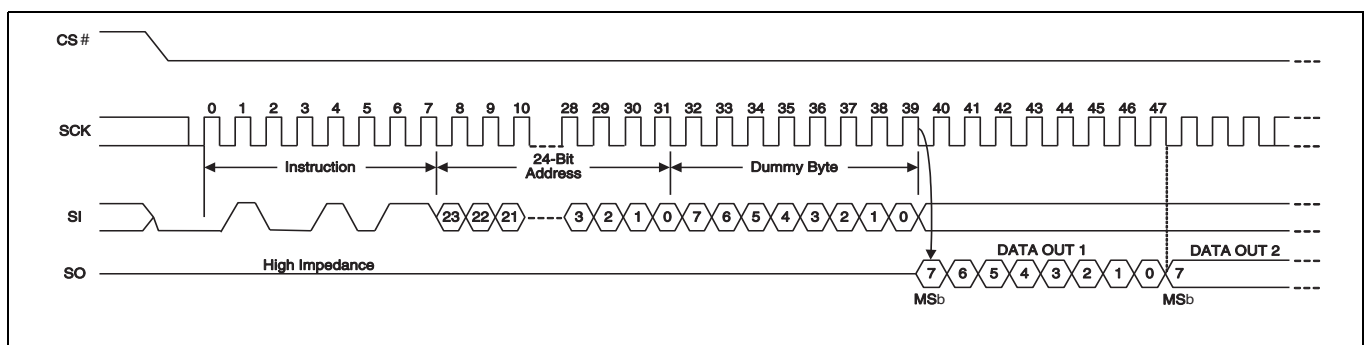 CS#
0 1 2 3 4 5 6 7 8 9 10 28 29 30 31 32 33 34 35 36 37 38 39 40 41 42 43 44 45 46 47
SCK
Instruction
24-Bit
Address
Dummy Byte
SI
23 22 21 3 2 1 0 7 6 5 4 3 2 1 0
DATA OUT 1
DATA OUT 2
SO
High Impedance
7 6 5 4 3 2 1 0 7
MSb
MSb